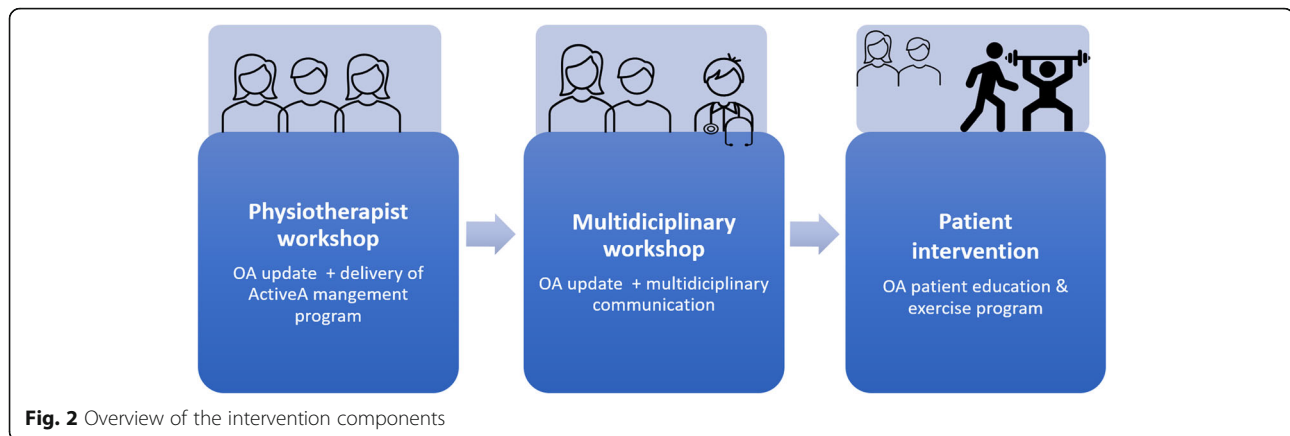 Physiotherapist
workshop
OA update + delivery of
ActiveA mangement
program
Multidiciplinary
workshop
OA update + multidiciplinary
communication
Patient
intervention
OA patient education &
exercise program
Fig. 2 Overview of the intervention components